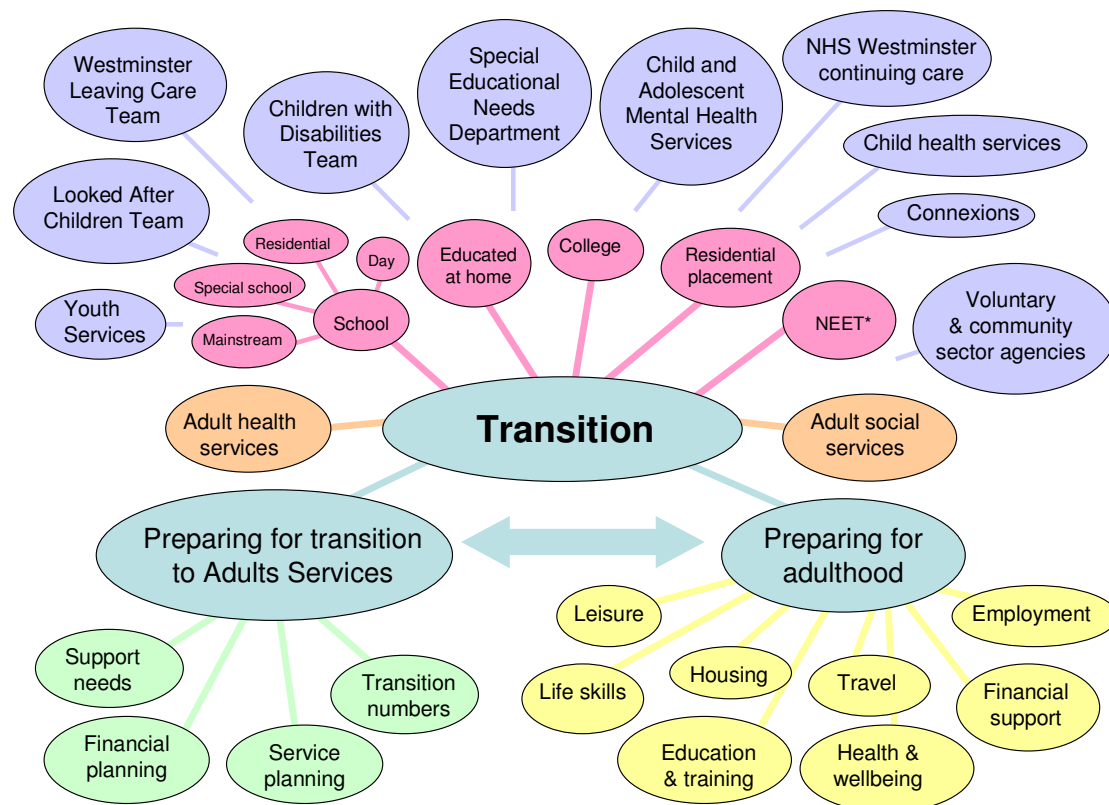 Westminster
Leaving Care
Team
Children with
Disabilities
Team
Special
Educational
Needs
Department
Child and
Adolescent
Mental Health
Services
NHS Westminster
continuing care
Child health services
Connexions
Looked After
Children Team
Youth
Services
Voluntary
& community
sector agencies
Residential
Day
Special school
Mainstream
School
Educated
at home
College
Residential
placement
NEET*
Adult health
services
Transition
Adult social
services
Preparing for transition
to Adults Services
Preparing for
adulthood
Support
needs
Financial
planning
Service
planning
Transition
numbers
Leisure
Life skills
Housing
Education
& training
Travel
Health &
wellbeing
Employment
Financial
support